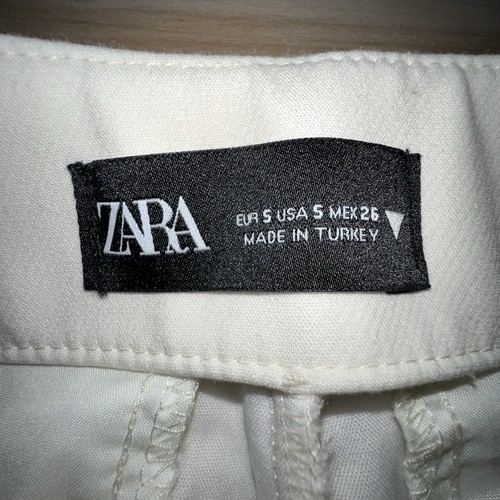 ZARA
EUR S USA S MEX 26
MADE IN TURKEY